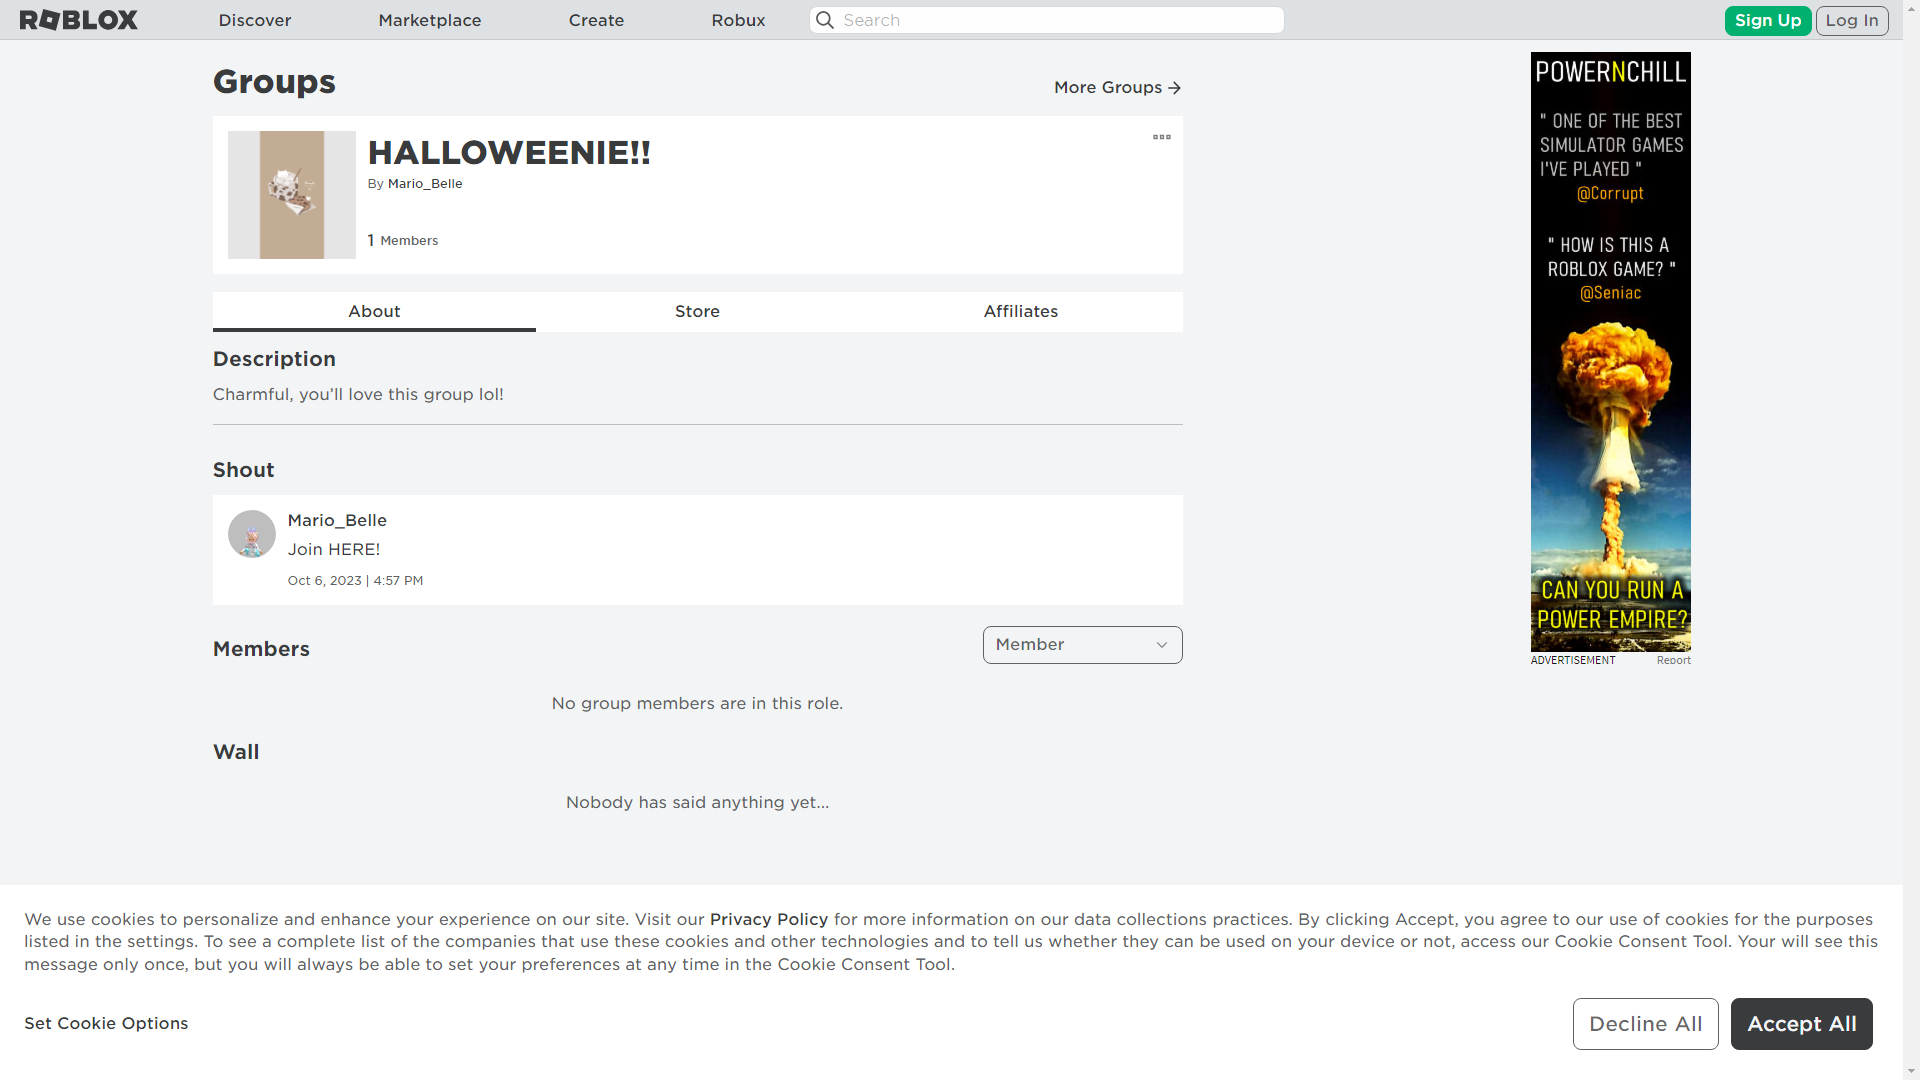 ROBLOX
Discover
Marketplace
Create
Robux
Search
Sign Up
Log In
Groups
More Groups
HALLOWEENIE!!
By Mario_Belle
1 Members
About
Store
Affiliates
Description
Charmful, you’ll love this group lol!
Shout
Mario_Belle
Join HERE!
Oct 6, 2023 | 4:57 PM
Members
Member
No group members are in this role.
Wall
Nobody has said anything yet...
POWERNCHILL
" ONE OF THE BEST
SIMULATOR GAMES
I'VE PLAYED "
@Corrupt
" HOW IS THIS A
ROBLOX GAME? "
@Seniac
CAN YOU RUN A
POWER EMPIRE?
ADVERTISEMENT
Report
We use cookies to personalize and enhance your experience on our site. Visit our Privacy Policy for more information on our data collections practices. By clicking Accept, you agree to our use of cookies for the purposes
listed in the settings. To see a complete list of the companies that use these cookies and other technologies and to tell us whether they can be used on your device or not, access our Cookie Consent Tool. Your will see this
message only once, but you will always be able to set your preferences at any time in the Cookie Consent Tool.
Set Cookie Options
Decline All
Accept All